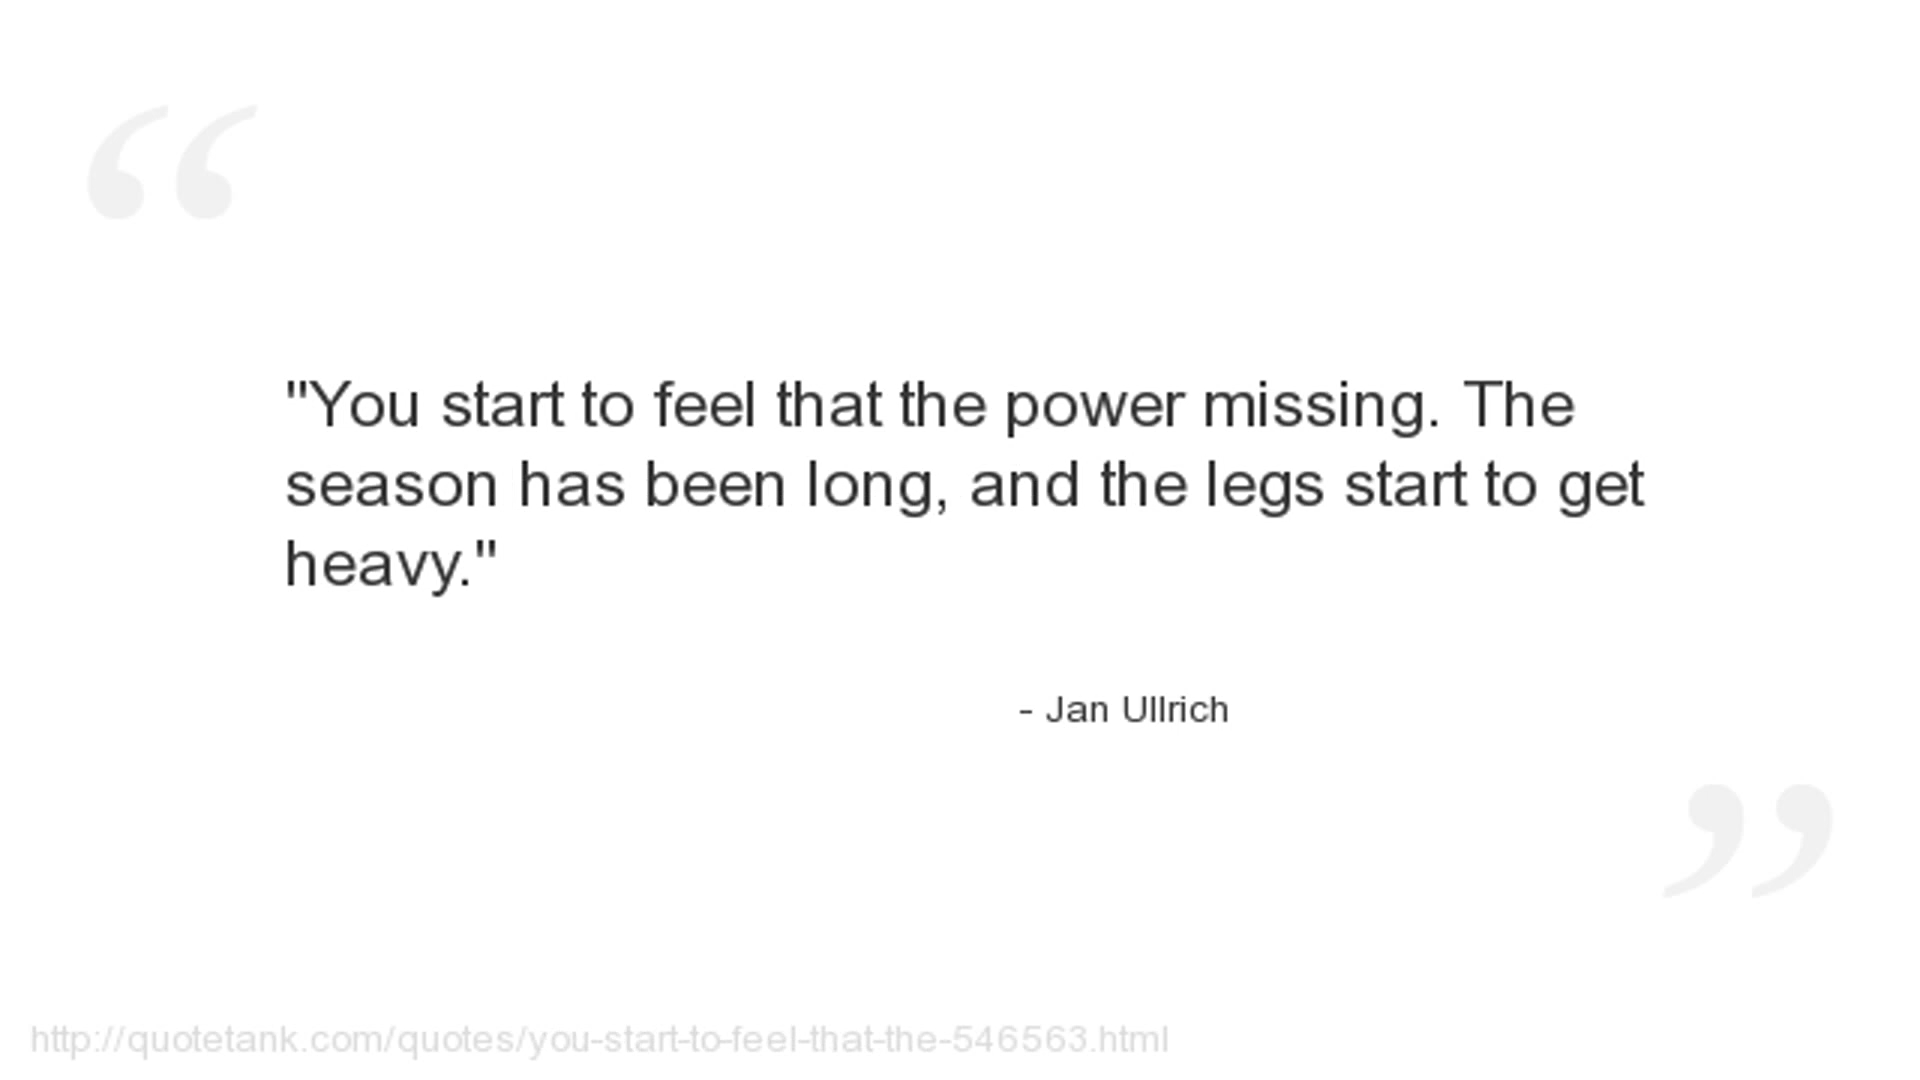 "You start to feel that the power missing. The
season has been long, and the legs start to get
heavy."
- Jan Ullrich
http://quotetank.com/quotes/you-start-to-feel-that-the-546563.html